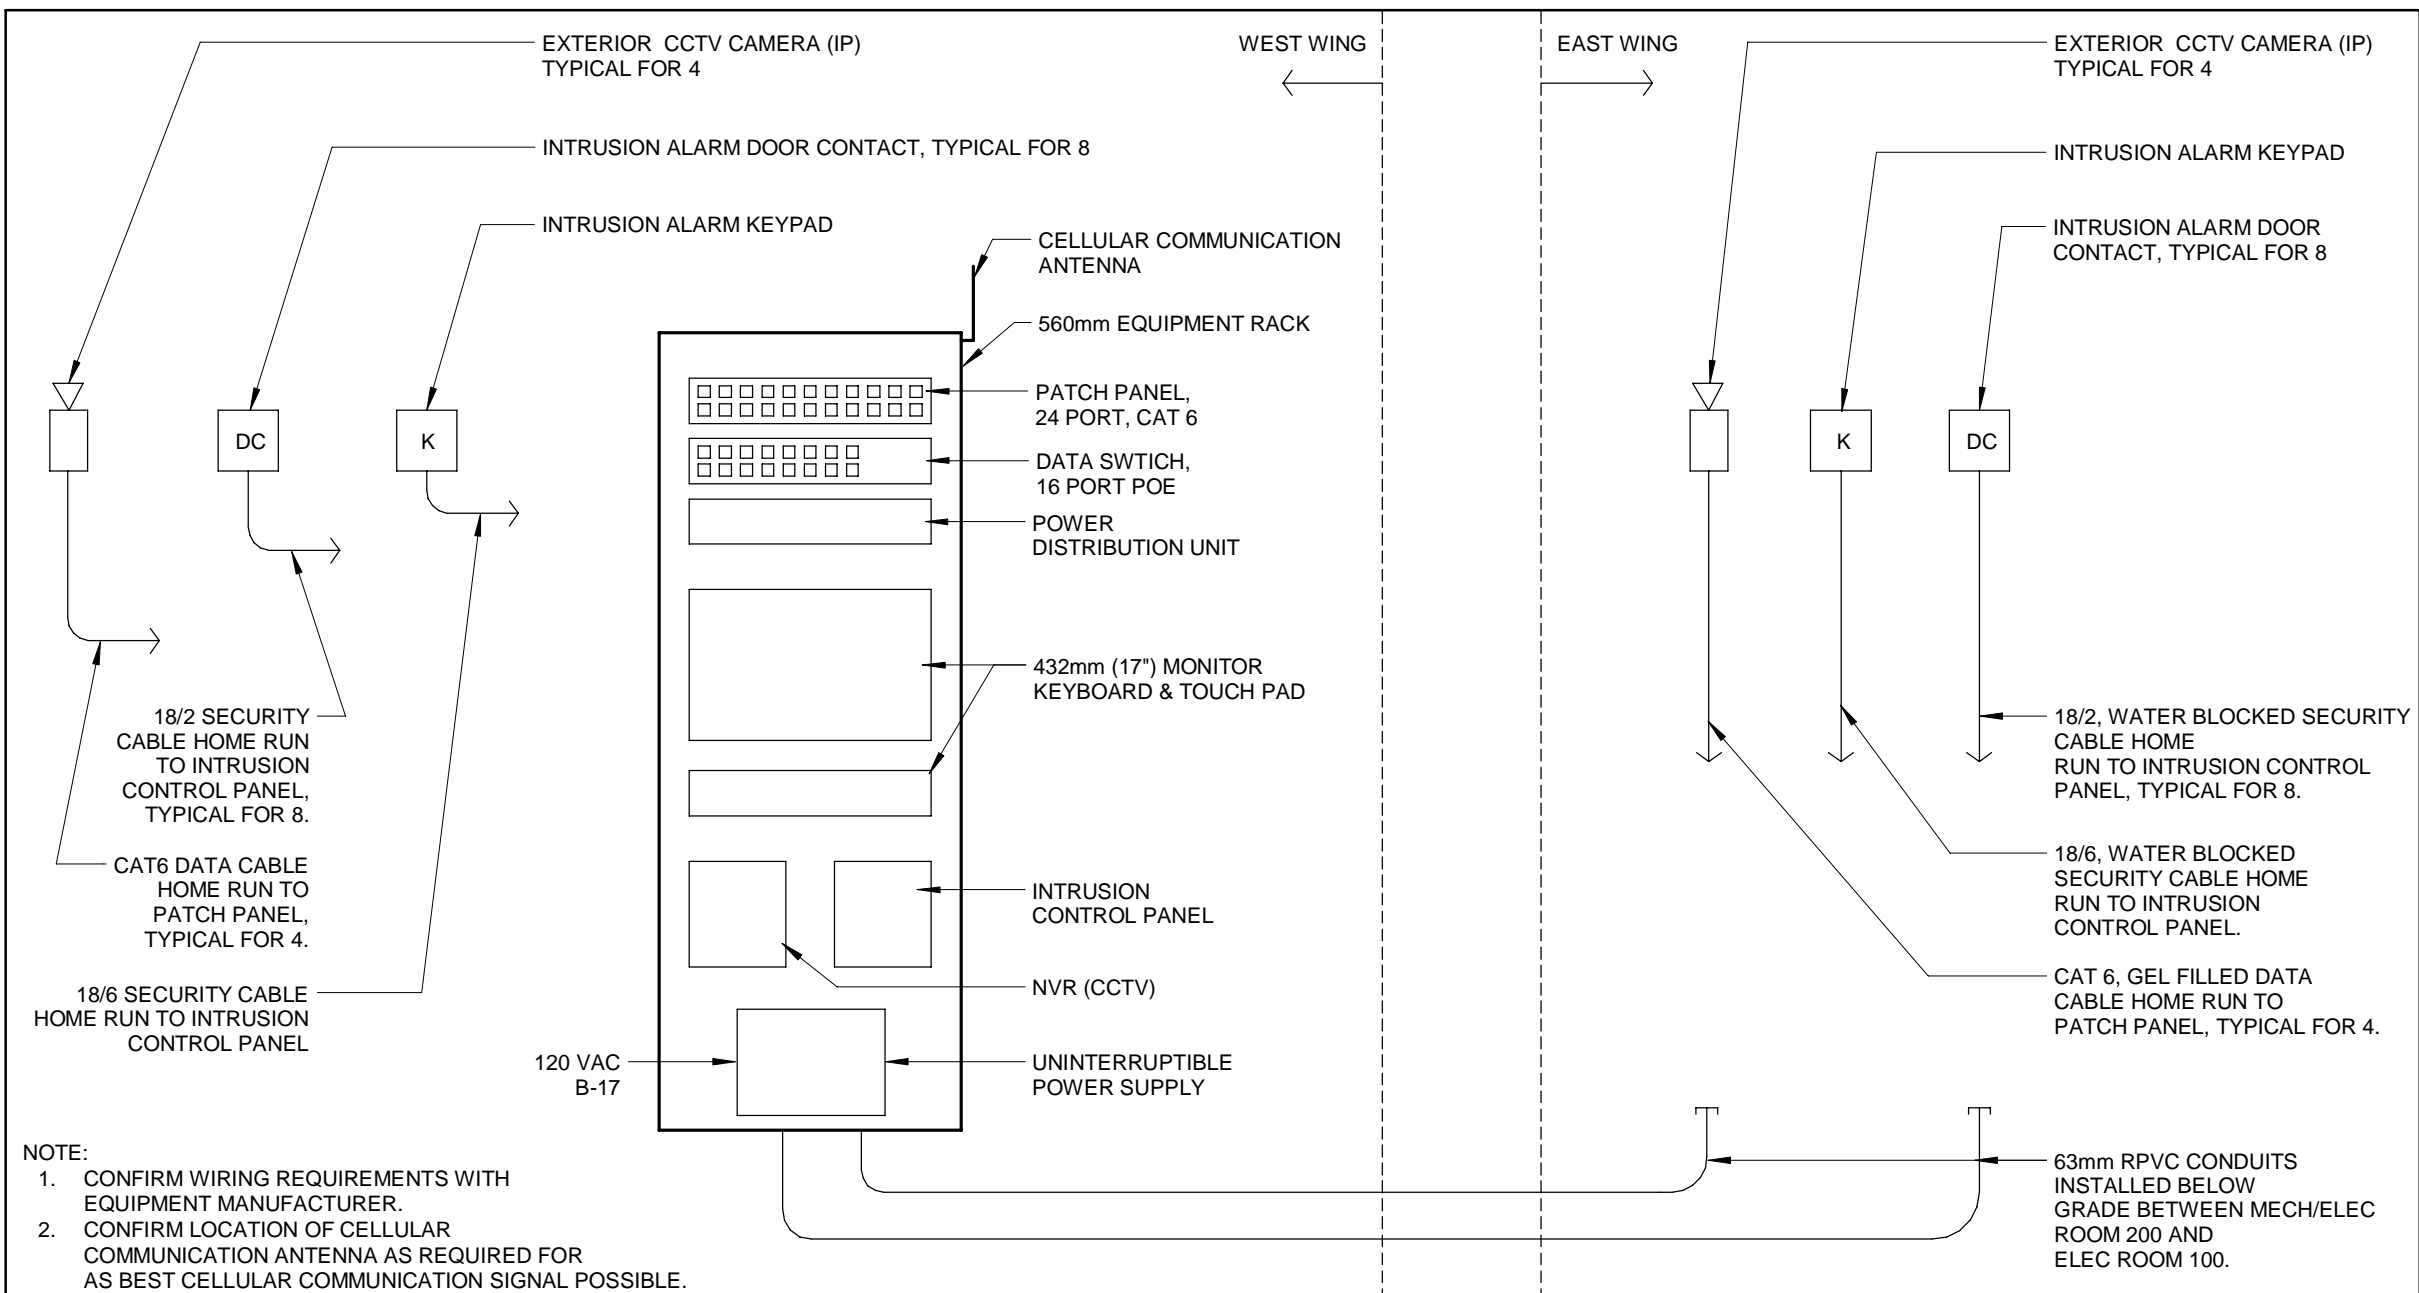 EXTERIOR CCTV CAMERA (IP)
TYPICAL FOR 4
INTRUSION ALARM DOOR CONTACT, TYPICAL FOR 8
INTRUSION ALARM KEYPAD
WEST WING
EAST WING
EXTERIOR CCTV CAMERA (IP)
TYPICAL FOR 4
INTRUSION ALARM KEYPAD
INTRUSION ALARM DOOR
CONTACT, TYPICAL FOR 8
CELLULAR COMMUNICATION
ANTENNA
560mm EQUIPMENT RACK
PATCH PANEL,
24 PORT, CAT 6
DATA SWTICH,
16 PORT POE
POWER
DISTRIBUTION UNIT
432mm (17") MONITOR
KEYBOARD & TOUCH PAD
INTRUSION
CONTROL PANEL
NVR (CCTV)
UNINTERRUPTIBLE
POWER SUPPLY
120 VAC
B-17
DC
K
K
DC
18/2 SECURITY
CABLE HOME RUN
TO INTRUSION
CONTROL PANEL,
TYPICAL FOR 8.
CAT6 DATA CABLE
HOME RUN TO
PATCH PANEL,
TYPICAL FOR 4.
18/6 SECURITY CABLE
HOME RUN TO INTRUSION
CONTROL PANEL
18/2, WATER BLOCKED SECURITY
CABLE HOME
RUN TO INTRUSION CONTROL
PANEL, TYPICAL FOR 8.
18/6, WATER BLOCKED
SECURITY CABLE HOME
RUN TO INTRUSION
CONTROL PANEL.
CAT 6, GEL FILLED DATA
CABLE HOME RUN TO
PATCH PANEL, TYPICAL FOR 4.
63mm RPVC CONDUITS
INSTALLED BELOW
GRADE BETWEEN MECH/ELEC
ROOM 200 AND
ELEC ROOM 100.
NOTE:
1. CONFIRM WIRING REQUIREMENTS WITH
EQUIPMENT MANUFACTURER.
2. CONFIRM LOCATION OF CELLULAR
COMMUNICATION ANTENNA AS REQUIRED FOR
AS BEST CELLULAR COMMUNICATION SIGNAL POSSIBLE.